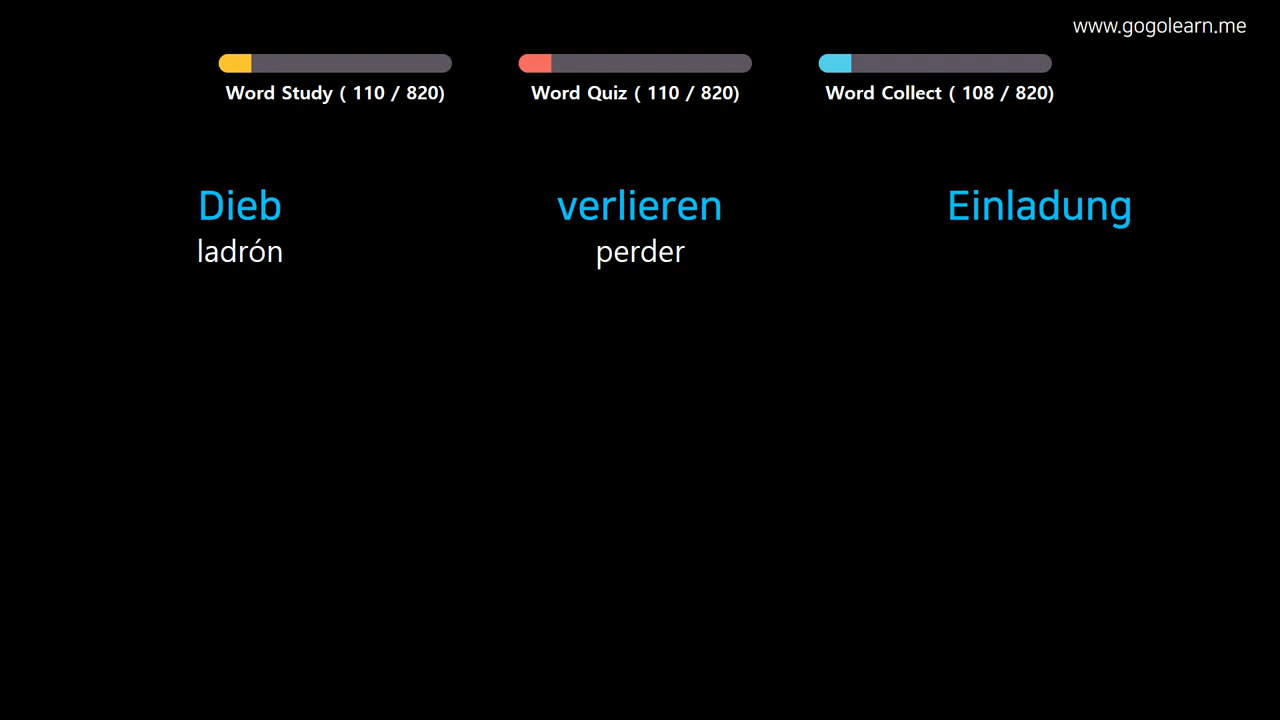 www.gogolearn.me
Word Study ( 110 / 820)
Word Quiz ( 110 / 820)
Word Collect ( 108 / 820)
Dieb
ladrón
verlieren
perder
Einladung